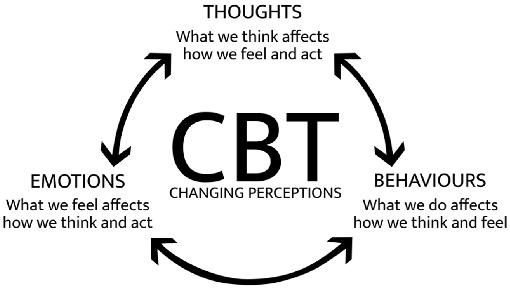 THOUGHTS
What we think affects
how we feel and act
CBT
CHANGING PERCEPTIONS
EMOTIONS
What we feel affects
how we think and act
BEHAVIOURS
What we do affects
how we think and feel